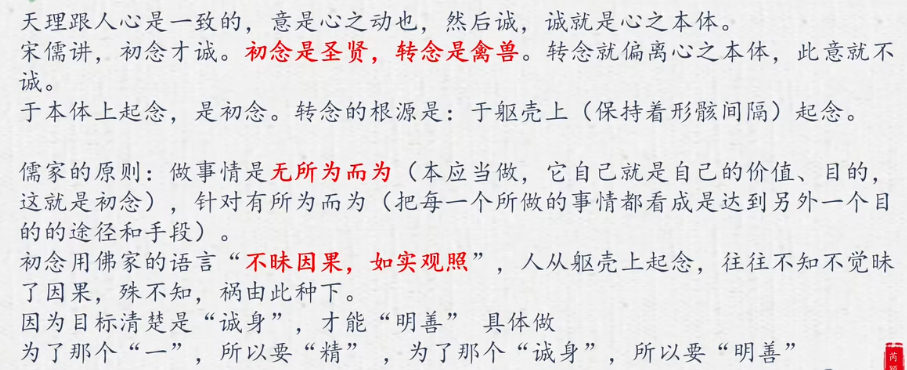 天理跟人心是一致的，意是心之动也，然后诚，诚就是心之本体。
宋儒讲，初念才诚。初念是圣贤，转念是禽兽。转念就偏离心之本体，此意就不
诚。
于本体上起念，是初念。转念的根源是：于躯壳上（保持着形骸间隔）起念。
儒家的原则：做事情是无所为而为（本应当做，它自己就是自己的价值、目的，
这就是初念），针对有所为而为（把每一个所做的事情都看成是达到另外一个目
的的途径和手段）。
初念用佛家的语言“不昧因果，如实观照”，人从躯壳上起念，往往不知不觉昧
了因果，殊不知，祸由此种下。
因为目标清楚是“诚身”，才能“明善” 具体做
为了那个“一”，所以要“精” ，为了那个“诚身”，所以要“明善”
芮